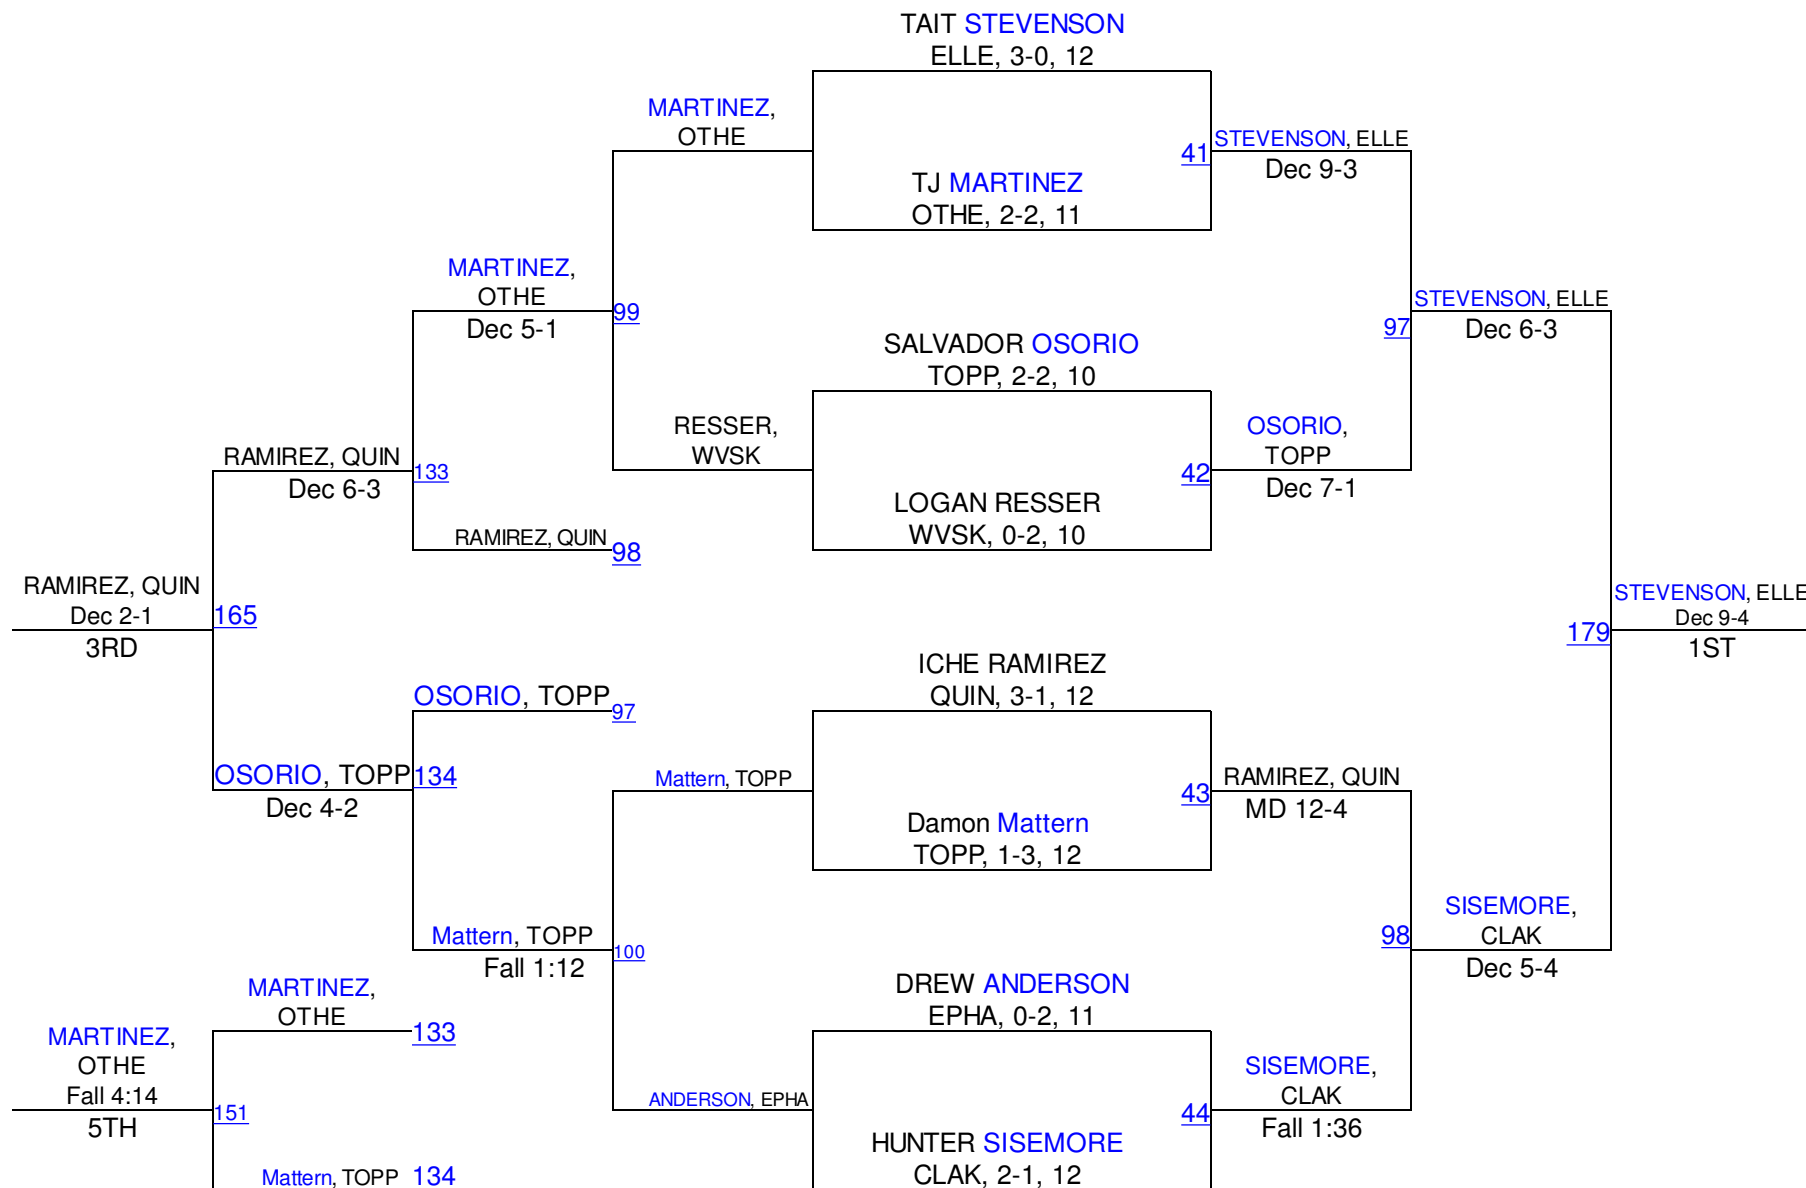 TAIT STEVENSON
ELLE, 3-0, 12
MARTINEZ,
OTHE
41
STEVENSON, ELLE
Dec 9-3
TJ MARTINEZ
OTHE, 2-2, 11
MARTINEZ,
OTHE
Dec 5-1
99
STEVENSON, ELLE
Dec 6-3
97
SALVADOR OSORIO
TOPP, 2-2, 10
RESSER,
WVSK
OSORIO,
TOPP
Dec 7-1
42
RAMIREZ, QUIN
Dec 6-3
133
LOGAN RESSER
WVSK, 0-2, 10
RAMIREZ, QUIN
98
RAMIREZ, QUIN
Dec 2-1
3RD
165
STEVENSON, ELLE
Dec 9-4
1ST
179
ICHE RAMIREZ
QUIN, 3-1, 12
OSORIO, TOPP
97
OSORIO, TOPP
Dec 4-2
134
Mattern, TOPP
43
RAMIREZ, QUIN
MD 12-4
Damon Mattern
TOPP, 1-3, 12
Mattern, TOPP
Fall 1:12
100
SISEMORE,
CLAK
Dec 5-4
98
DREW ANDERSON
EPHA, 0-2, 11
MARTINEZ,
OTHE
133
MARTINEZ,
OTHE
Fall 4:14
5TH
151
ANDERSON, EPHA
44
SISEMORE,
CLAK
Fall 1:36
HUNTER SISEMORE
CLAK, 2-1, 12
Mattern, TOPP
134